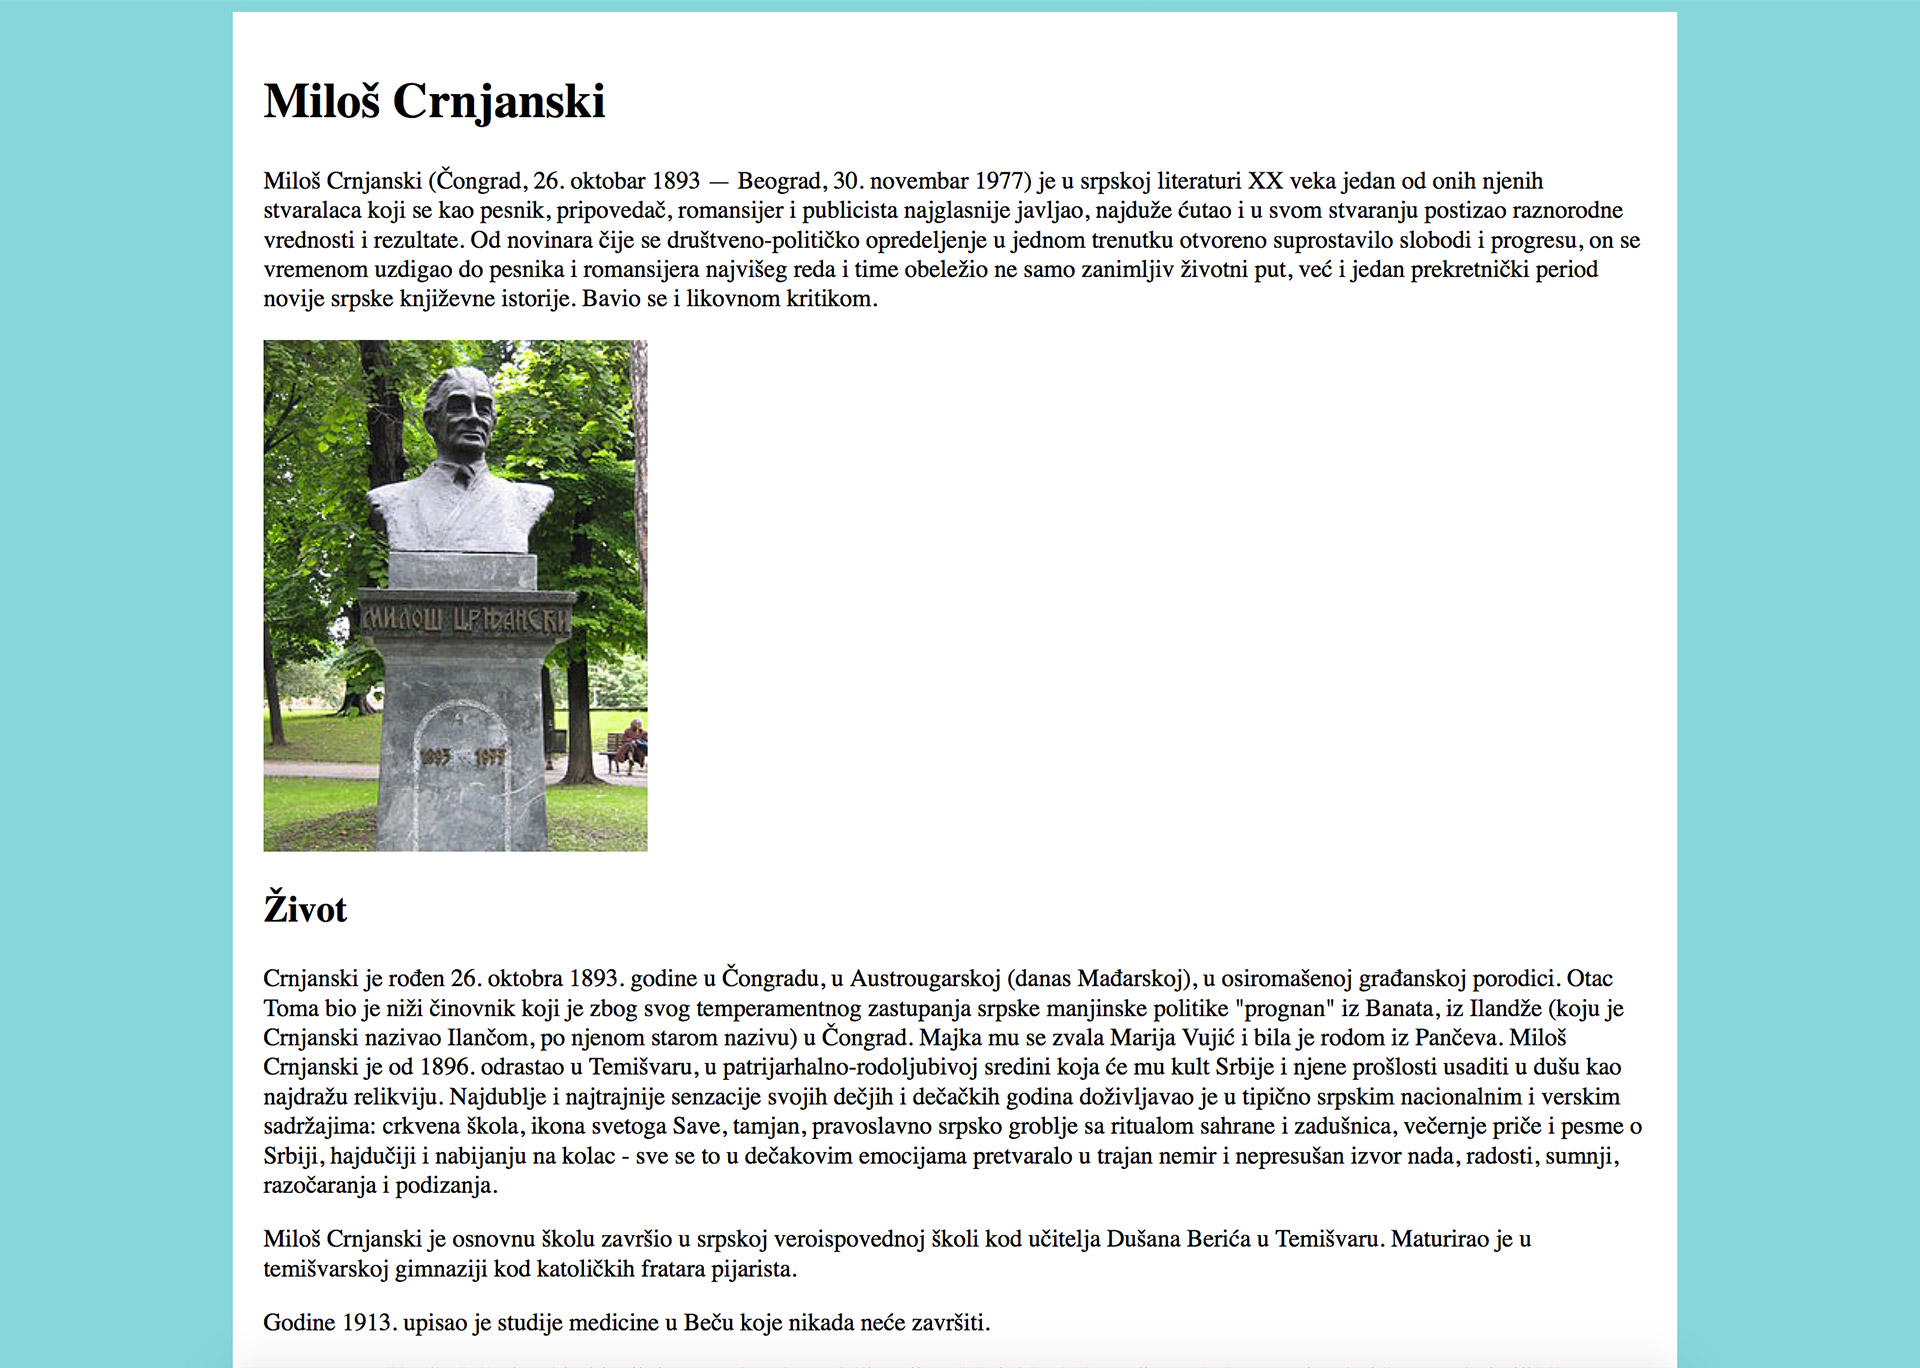 Miloš Crnjanski
Miloš Crnjanski (Čongrad, 26. oktobar 1893 — Beograd, 30. novembar 1977) je u srpskoj literaturi XX veka jedan od onih njenih
stvaralaca koji se kao pesnik, pripovedač, romansijer i publicista najglasnije javljao, najduže ćutao i u svom stvaranju postizao raznorodne
vrednosti i rezultate. Od novinara čije se društveno-političko opredeljenje u jednom trenutku otvoreno suprostavilo slobodi i progresu, on se
vremenom uzdigao do pesnika i romansijera najvišeg reda i time obeležio ne samo zanimljiv životni put, već i jedan prekretnički period
novije srpske književne istorije. Bavio se i likovnom kritikom.
МИЛОШ ЦРЊАНСКИ
1893 1977
Život
Crnjanski je rođen 26. oktobra 1893. godine u Čongradu, u Austrougarskoj (danas Mađarskoj), u osiromašenoj građanskoj porodici. Otac
Toma bio je niži činovnik koji je zbog svog temperamentnog zastupanja srpske manjinske politike "prognan" iz Banata, iz Ilandže (koju je
Crnjanski nazivao Ilančom, po njenom starom nazivu) u Čongrad. Majka mu se zvala Marija Vujić i bila je rodom iz Pančeva. Miloš
Crnjanski je od 1896. odrastao u Temišvaru, u patrijarhalno-rodoljubivoj sredini koja će mu kult Srbije i njene prošlosti usaditi u dušu kao
najdražu relikviju. Najdublje i najtrajnije senzacije svojih dečjih i dečačkih godina doživljavao je u tipično srpskim nacionalnim i verskim
sadržajima: crkvena škola, ikona svetoga Save, tamjan, pravoslavno srpsko groblje sa ritualom sahrane i zadušnica, večernje priče i pesme o
Srbiji, hajdučiji i nabijanju na kolac - sve se to u dečakovim emocijama pretvaralo u trajan nemir i nepresušan izvor nada, radosti, sumnji,
razočaranja i podizanja.
Miloš Crnjanski je osnovnu školu završio u srpskoj veroispovednoj školi kod učitelja Dušana Berića u Temišvaru. Maturirao je u
temišvarskoj gimnaziji kod katoličkih fratara pijarista.
Godine 1913. upisao je studije medicine u Beču koje nikada neće završiti.